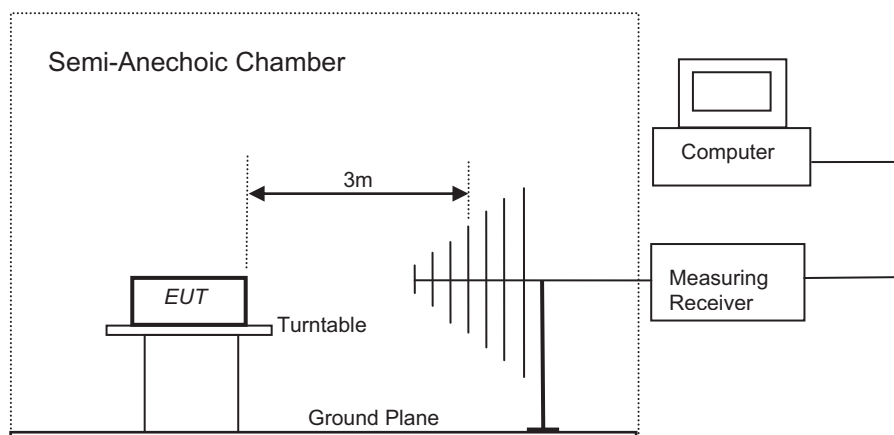 Semi-Anechoic Chamber
Computer
3m
Measuring
Receiver
EUT
Turntable
Ground Plane